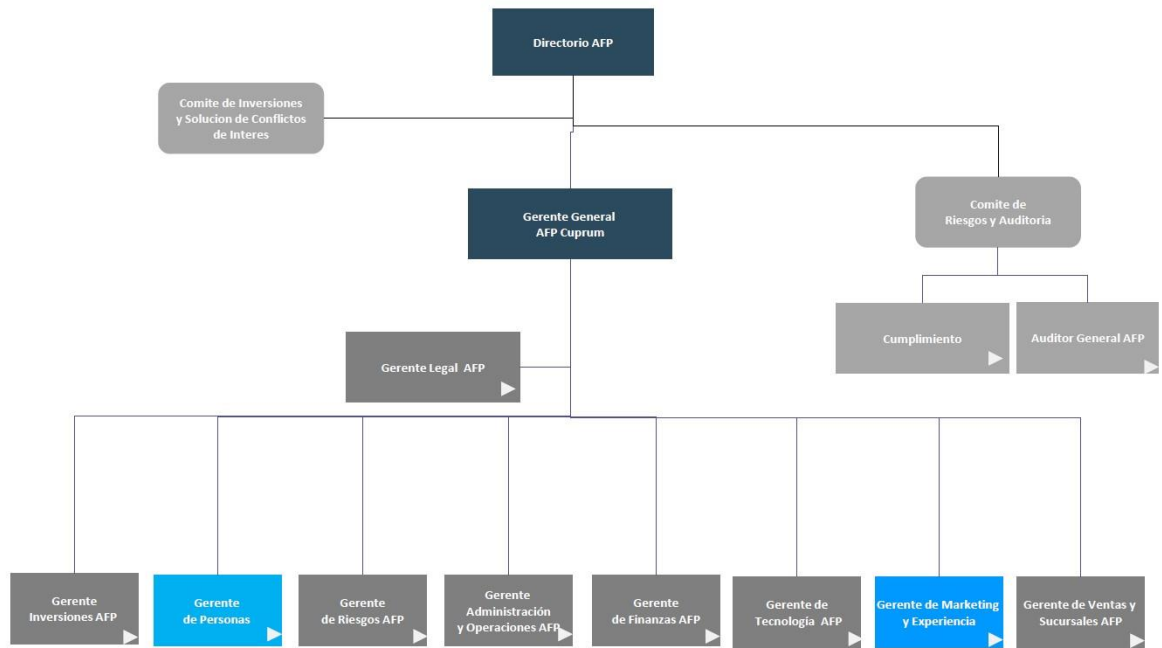 Directorio AFP
Comite de Inversiones
y Solucion de Conflictos
de Interes
Gerente General
AFP Cuprum
Comite de
Riesgos y Auditoria
Cumplimiento
Auditor General AFP
Gerente Legal AFP
Gerente
Inversiones AFP
Gerente
de Personas
Gerente
de Riesgos AFP
Gerente
Administración
y Operaciones AFP
Gerente
de Finanzas AFP
Gerente de
Tecnología AFP
Gerente de Marketing
y Experiencia
Gerente de Ventas y
Sucursales AFP